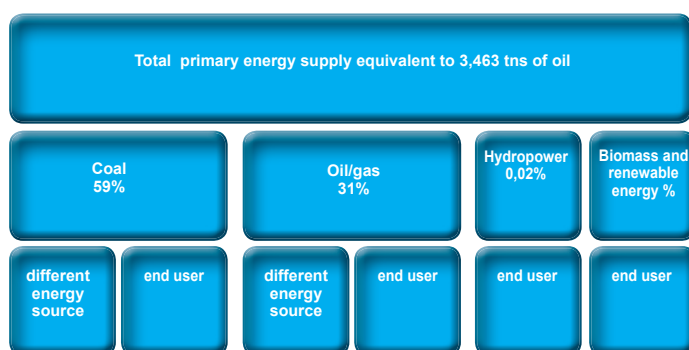 Total primary energy supply equivalent to 3,463 tns of oil
Coal
59%
Oil/gas
31%
Hydropower
0,02%
Biomass and
renewable
energy %
different
energy
source
end user
different
energy
source
end user
end user
end user